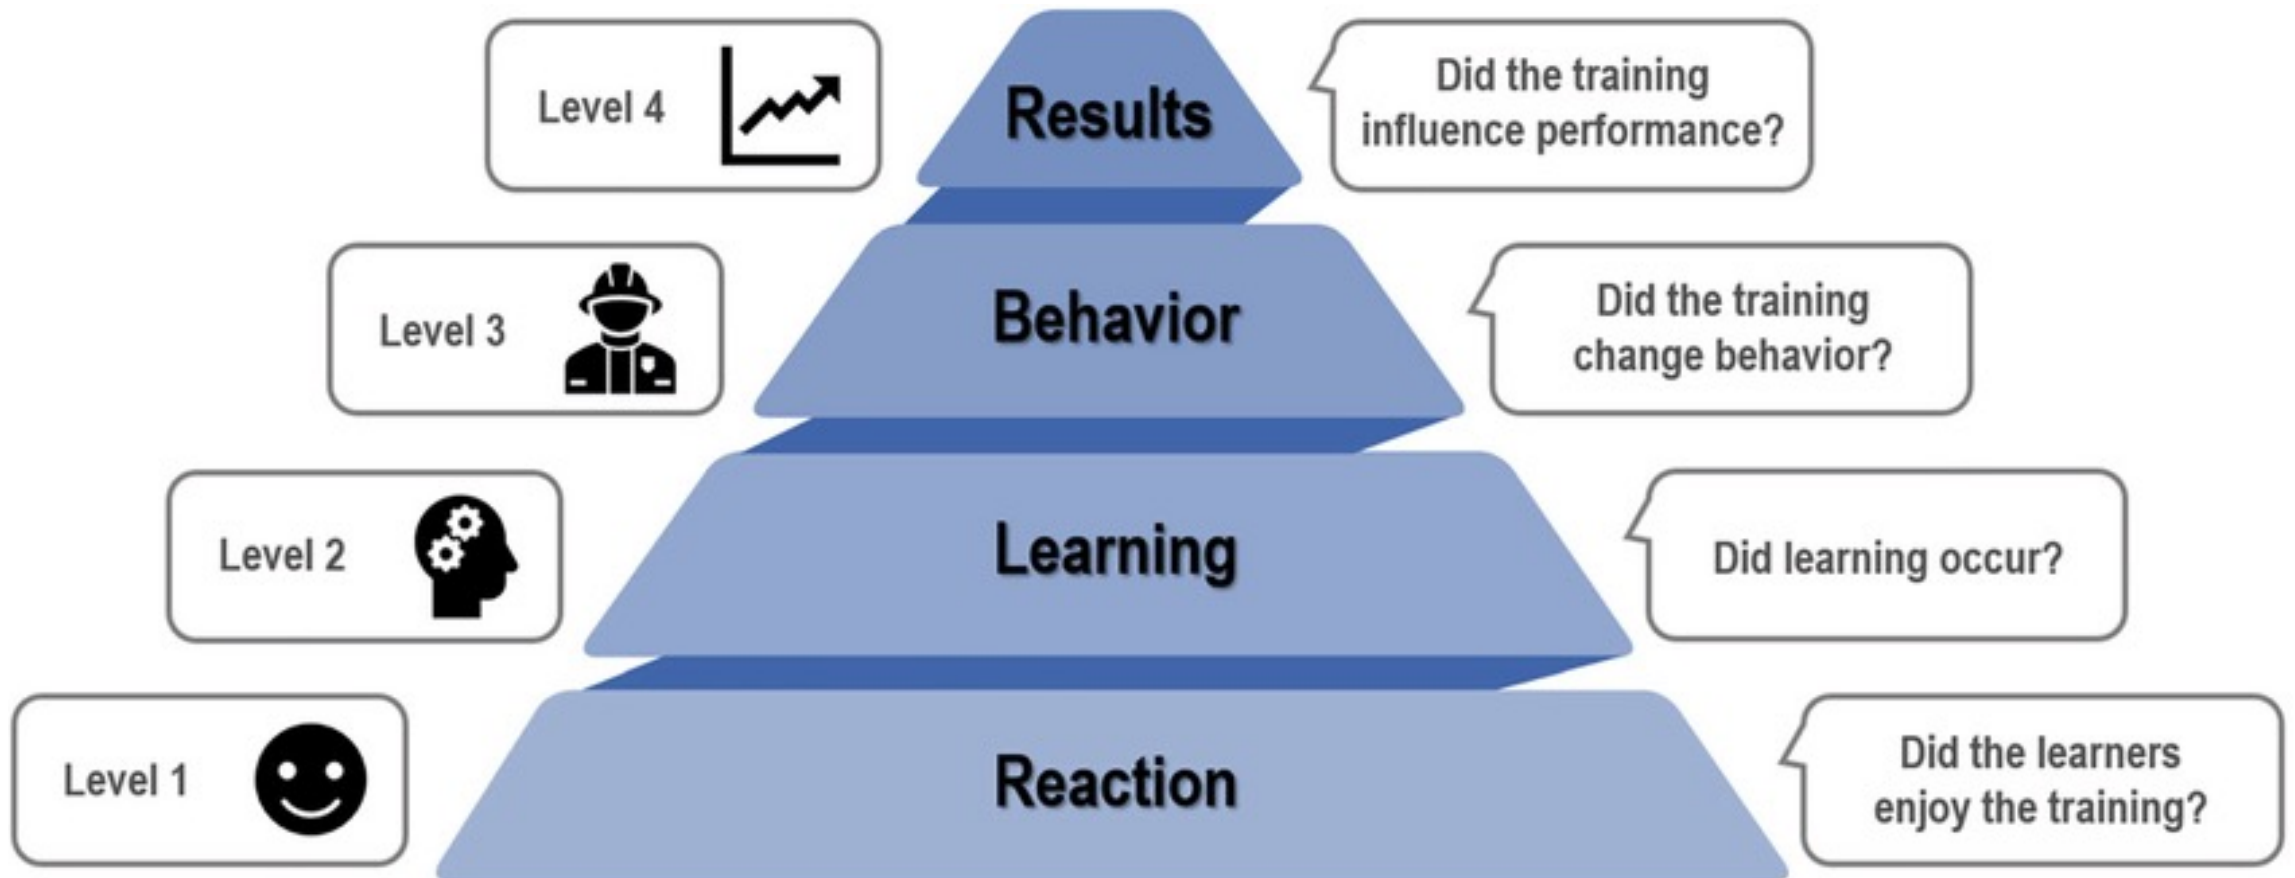 Level 4
Results
Did the training
influence performance?
Level 3
Behavior
Did the training
change behavior?
Level 2
Learning
Did learning occur?
Level 1
Reaction
Did the learners
enjoy the training?